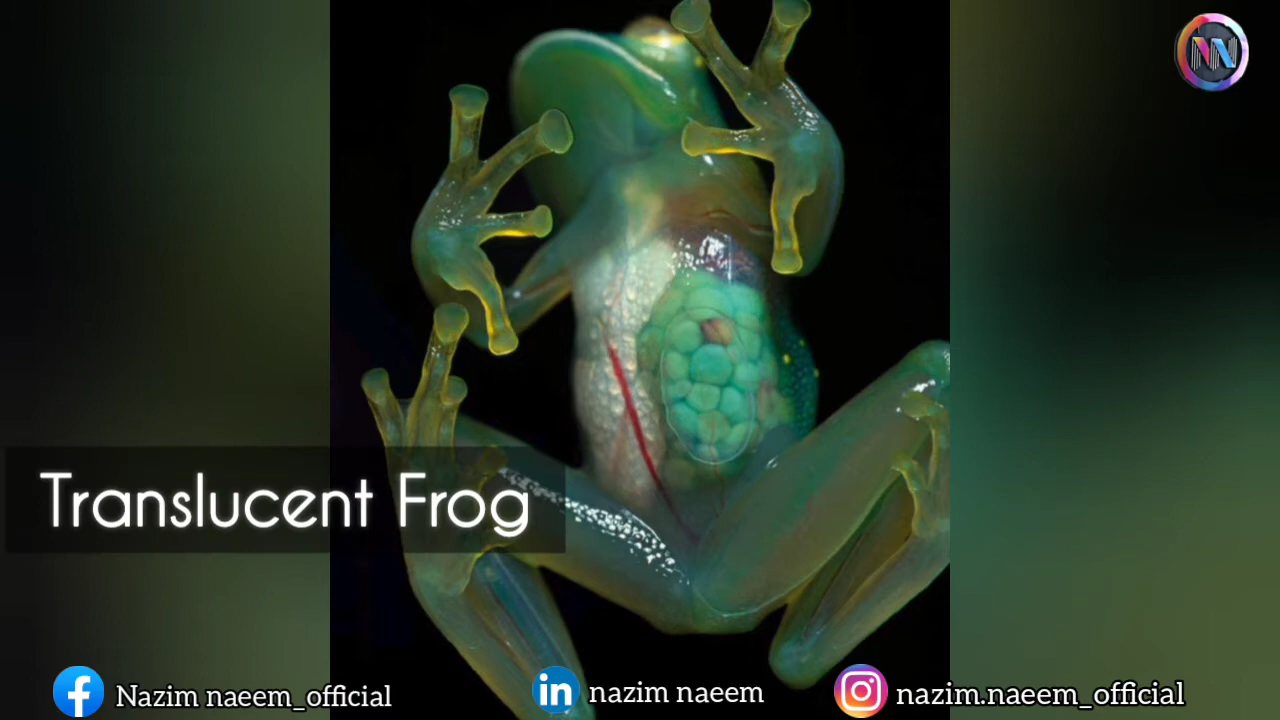 Translucent Frog
Nazim naeem_official
nazim naeem
nazim.naeem_official